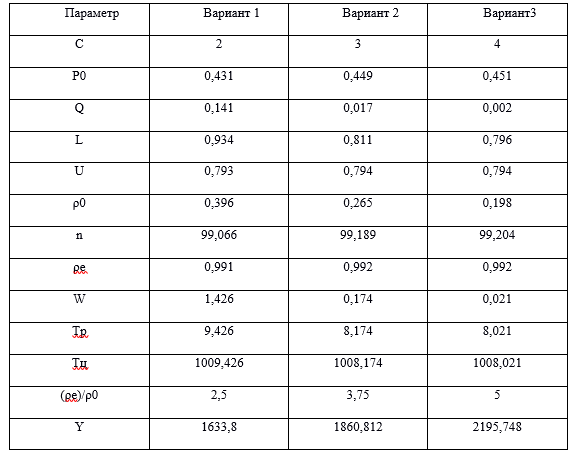 Параметр Вариант 1 Вариант 2 Вариант3
C 2 3 4
P0 0,431 0,449 0,451
Q 0,141 0,017 0,002
L 0,934 0,811 0,796
U 0,793 0,794 0,794
ρ0 0,396 0,265 0,198
n 99,066 99,189 99,204
ρe 0,991 0,992 0,992
W 1,426 0,174 0,021
Тр 9,426 8,174 8,021
Тц 1009,426 1008,174 1008,021
(ρe)/ρ0 2,5 3,75 5
Y 1633,8 1860,812 2195,748